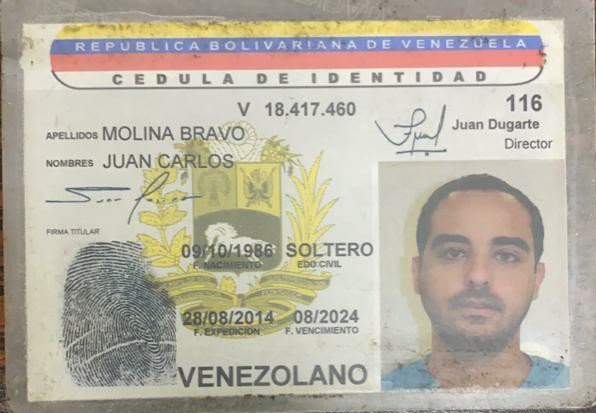 REPUBLICA BOLIVARIANA DE VENEZUELA
CEDULA DE IDENTIDAD
V 18.417.460
116
APELLIDOS MOLINA BRAVO
Juan Dugarte
Director
NOMBRES JUAN CARLOS
FIRMA TITULAR
09/10/1986 SOLTERO
F. NACIMIENTO EDO CIVIL
28/08/2014 08/2024
F. EXPEDICION F. VENCIMIENTO
VENEZOLANO